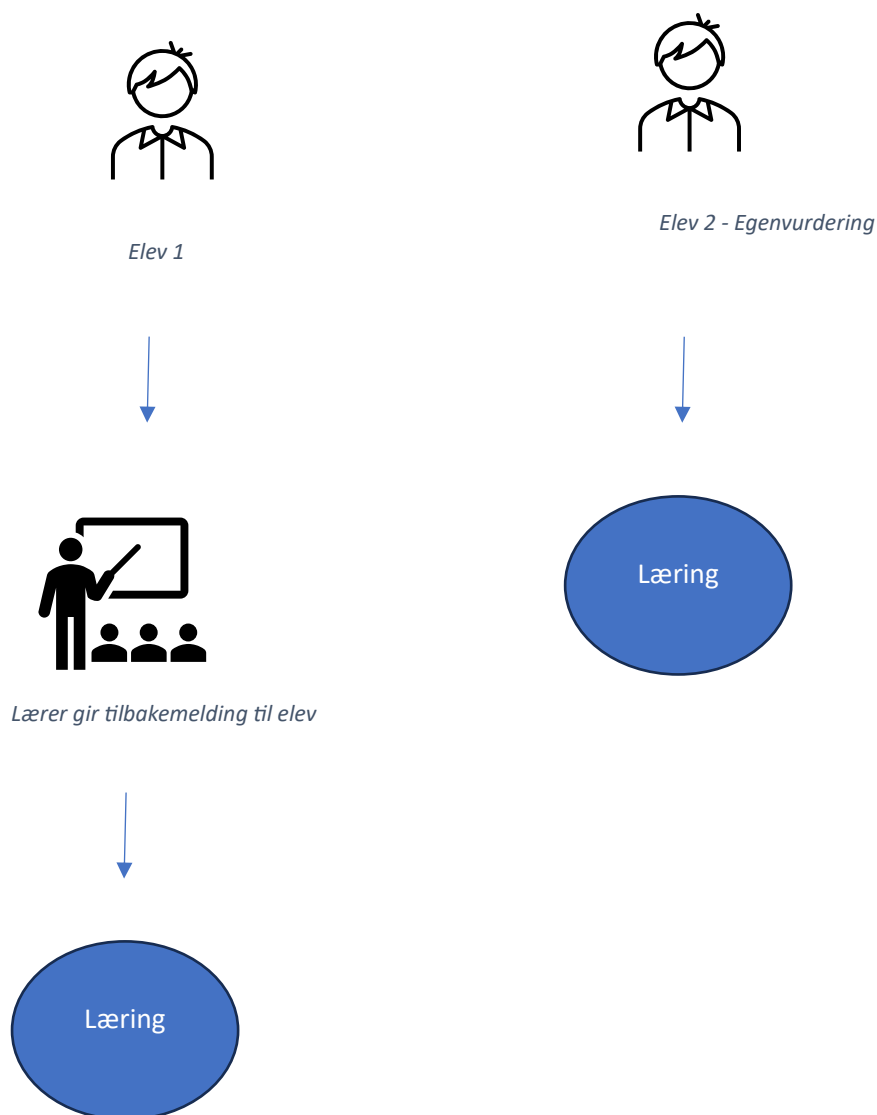 Elev 1
Elev 2 - Egenvurdering
Læring
Lærer gir tilbakemelding til elev
Læring